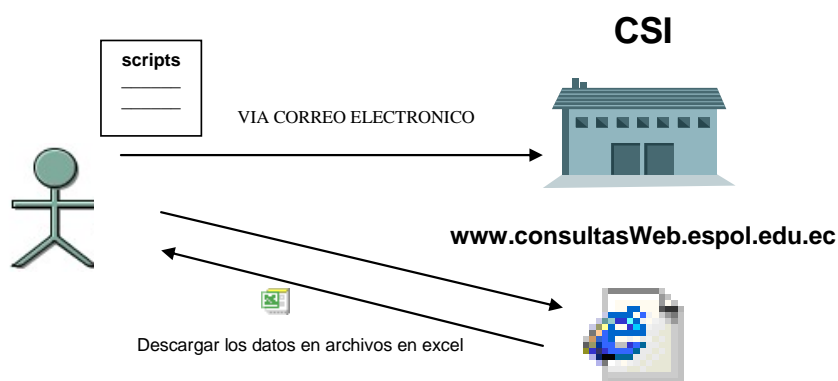 CSI
scripts
VIA CORREO ELECTRONICO
www.consultasWeb.espol.edu.ec
Descargar los datos en archivos en excel